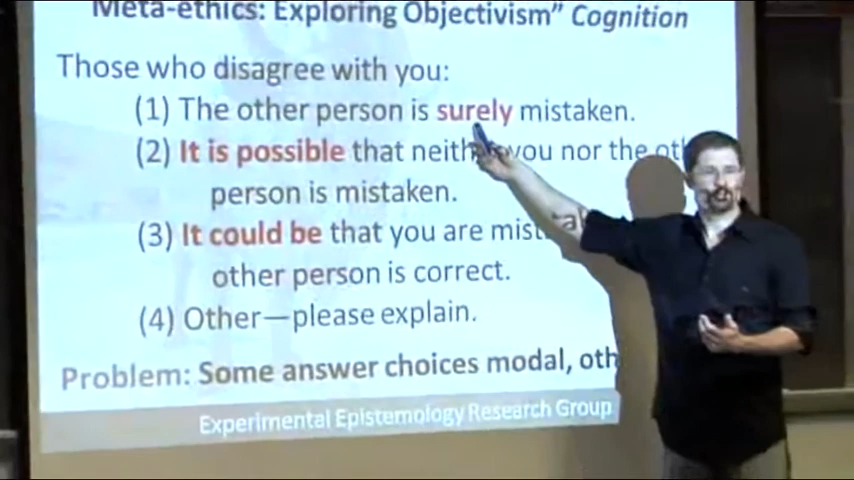 Meta-ethics: Exploring Objectivism" Cognition
Those who disagree with you:
(1) The other person is surely mistaken.
(2) It is possible that neither you nor the
person is mistaken.
(3) It could be that you are
other person is correct.
(4) Other—please explain.
Problem: Some answer choices modal,
Experimental Epistemology Research Group